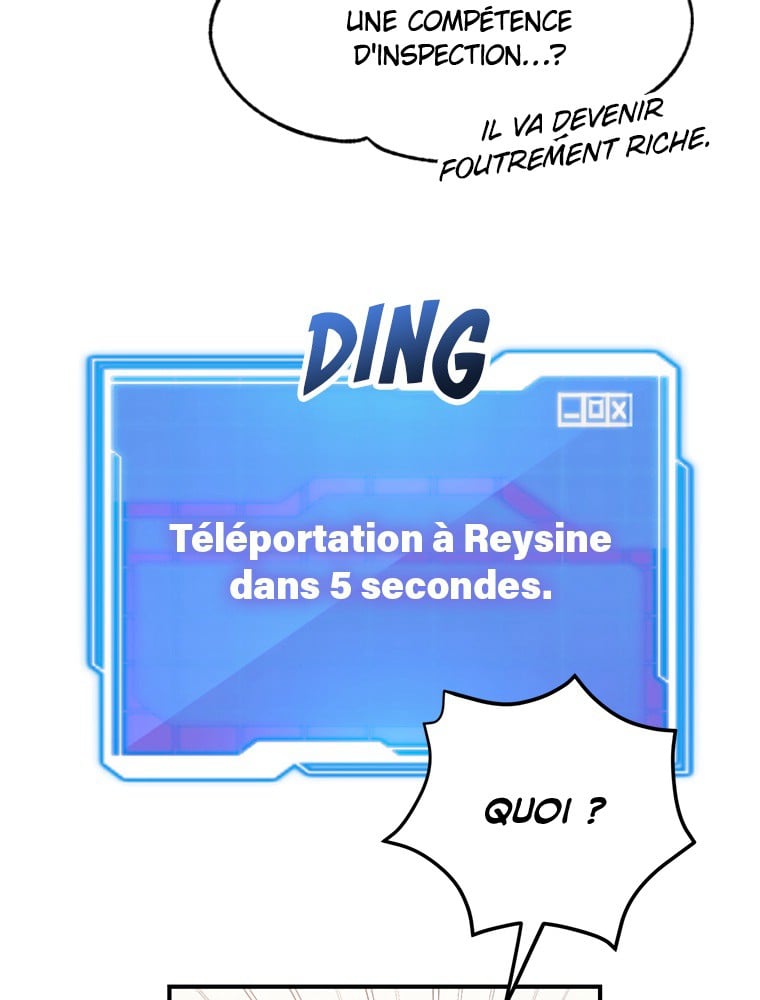 UNE COMPÉTENCE
D'INSPECTION...?
IL VA DEVENIR
FOUTREMENT RICHE.
DING
Téléportation à Reysine
dans 5 secondes.
QUOI ?